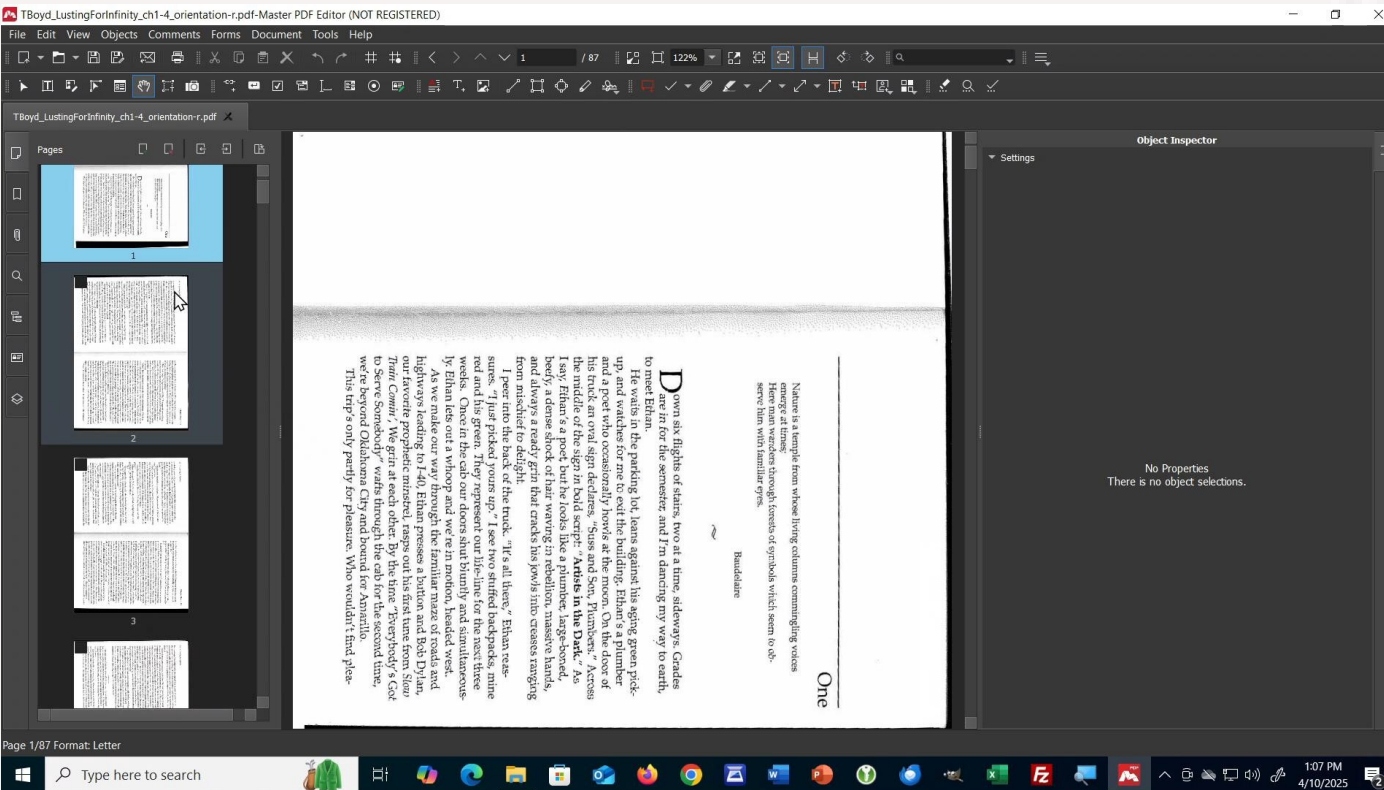 TBoyd_LustingForInfinity_ch1-4_orientation-r.pdf-Master PDF Editor (NOT REGISTERED)
File Edit View Objects Comments Forms Document Tools Help
1 / 87 122%
TBoyd_LustingForInfinity_ch1-4_orientation-r.pdf
Pages
1
2
3
One
Nature is a temple from whose living columns commingling voices
emerge at times;
Here man wanders through forests of symbols which seem to ob-
serve him with familiar eyes.
Baudelaire
~
Down six flights of stairs, two at a time, sideways. Grades
are in for the semester, and I'm dancing my way to earth,
to meet Ethan.
He waits in the parking lot, leans against his aging green pick-
up, and watches for me to exit the building. Ethan's a plumber
and a poet who occasionally howls at the moon. On the door of
his truck an oval sign declares, "Suss and Son, Plumbers." Across
the middle of the sign in bold script: "Artists in the Dark." As
I say, Ethan's a poet, but he looks like a plumber, large-boned,
beefy, a dense shock of hair waving in rebellion, massive hands,
and always a ready grin that cracks his jowls into creases ranging
from mischief to delight.
I peer into the back of the truck. "It's all there," Ethan reas-
sures. "I just picked yours up." I see two stuffed backpacks, mine
red and his green. They represent our life-line for the next three
weeks. Once in the cab our doors shut bluntly and simultaneous-
ly. Ethan lets out a whoop and we're in motion, headed west.
As we make our way through the familiar maze of roads and
highways leading to I-40, Ethan presses a button and Bob Dylan,
our favorite prophetic minstrel, rasps out his first tune from Slow
Train Comin'. We grin at each other. By the time "Everybody's Got
to Serve Somebody" wafts through the cab for the second time,
we're beyond Oklahoma City and bound for Amarillo.
This trip's only partly for pleasure. Who wouldn't find plea-
Object Inspector
Settings
No Properties
There is no object selections.
Page 1/87 Format: Letter
Type here to search
1:07 PM
4/10/2025
2